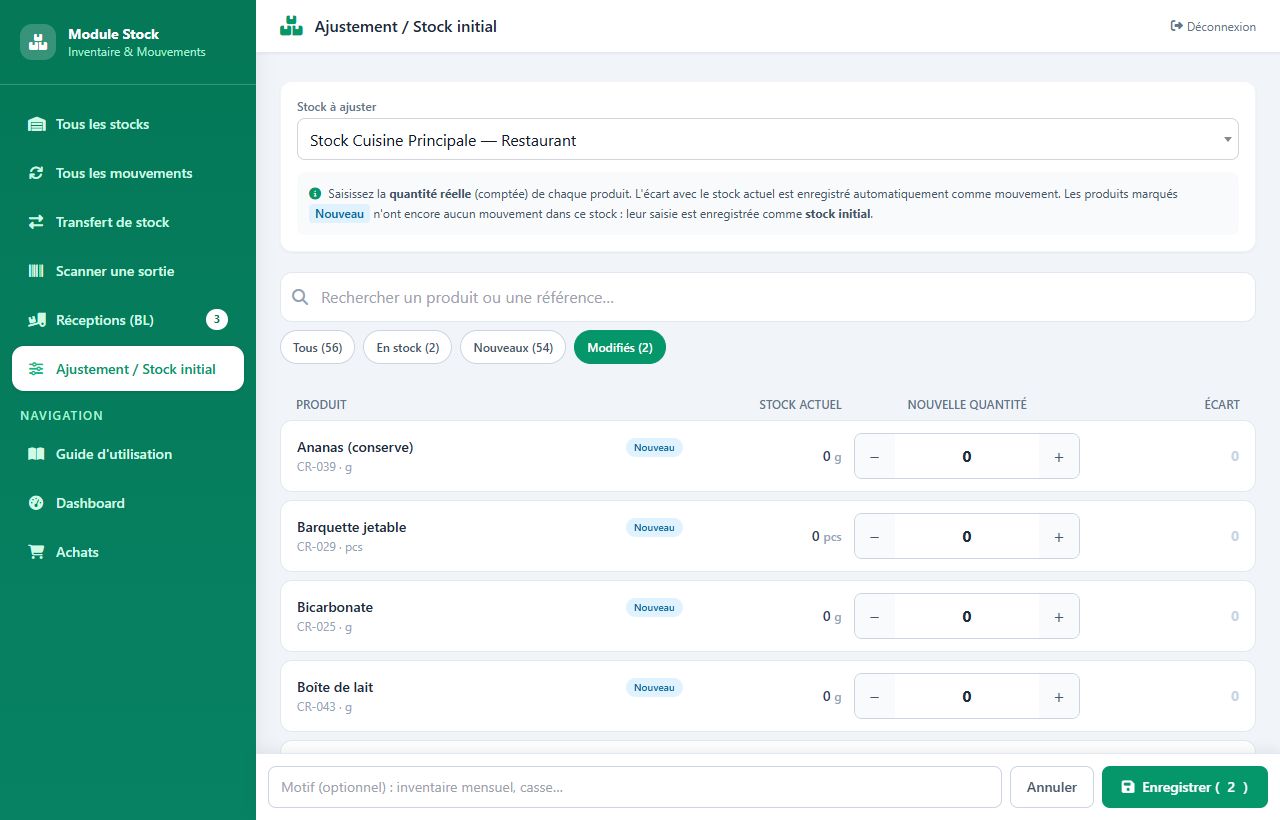 Module Stock
Inventaire & Mouvements
Tous les stocks
Tous les mouvements
Transfert de stock
Scanner une sortie
Réceptions (BL) 3
Ajustement / Stock initial
NAVIGATION
Guide d'utilisation
Dashboard
Achats
Ajustement / Stock initial
Déconnexion
Stock à ajuster
Stock Cuisine Principale — Restaurant
Saisissez la quantité réelle (comptée) de chaque produit. L'écart avec le stock actuel est enregistré automatiquement comme mouvement. Les produits marqués
Nouveau n'ont encore aucun mouvement dans ce stock : leur saisie est enregistrée comme stock initial.
Rechercher un produit ou une référence...
Tous (56) En stock (2) Nouveaux (54) Modifiés (2)
PRODUIT STOCK ACTUEL NOUVELLE QUANTITÉ ÉCART
Ananas (conserve) Nouveau 0 g − 0 + 0
CR-039 · g
Barquette jetable Nouveau 0 pcs − 0 + 0
CR-029 · pcs
Bicarbonate Nouveau 0 g − 0 + 0
CR-025 · g
Boîte de lait Nouveau 0 g − 0 + 0
CR-043 · g
Motif (optionnel) : inventaire mensuel, casse... Annuler Enregistrer ( 2 )